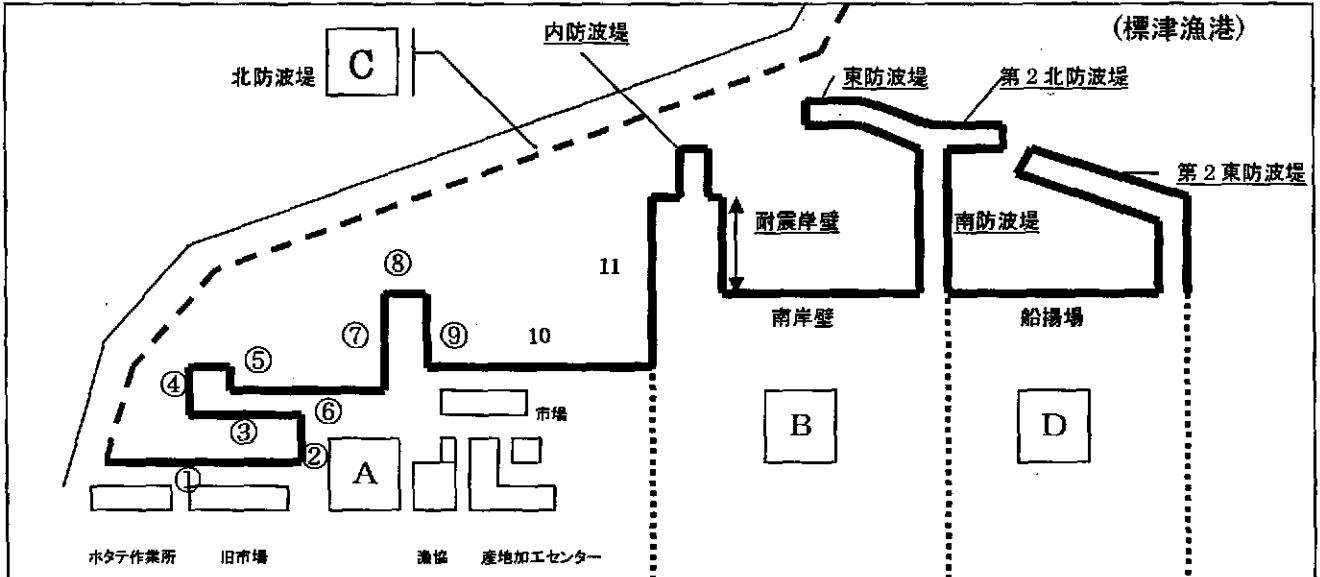 (標津漁港)
内防波堤
北防波堤
C
東防波堤
第2北防波堤
第2東防波堤
耐震岸壁
南防波堤
⑧
11
南岸壁
船揚場
⑦
⑨
10
⑤
④
⑥
市場
③
②
①
A
B
D
ホタテ作業所
旧市場
漁協
産地加工センター